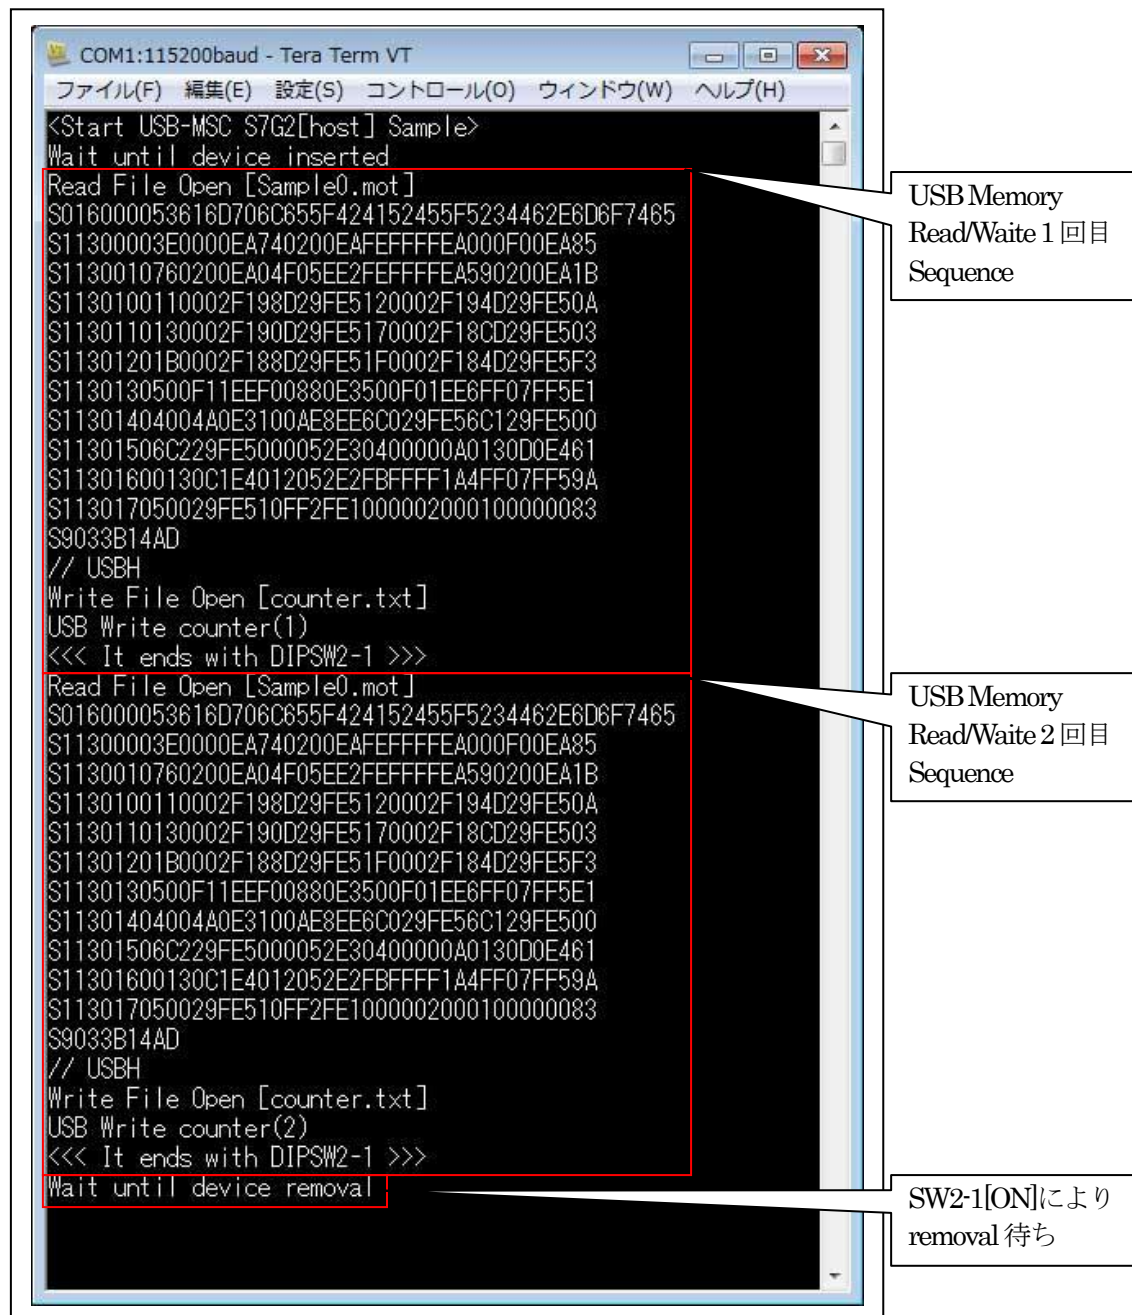 COM1:115200baud - Tera Term VT
ファイル(F) 編集(E) 設定(S) コントロール(O) ウィンドウ(W) ヘルプ(H)
<Start USB-MSC S7G2[host] Sample>
Wait until device inserted
Read File Open [Sample0.mot]
S016000053616D706C655F424152455F5234462E6D6F7465
S11300003E0000EA740200EAFEFFFFEA000F00EA85
S1130010760200EA04F05EE2FEFFFFEA590200EA1B
S1130100110002F198D29FE5120002F194D29FE50A
S1130110130002F190D29FE5170002F18CD29FE503
S11301201B0002F188D29FE51F0002F184D29FE5F3
S1130130500F11EEF00880E3500F01EE6FF07FF5E1
S11301404004A0E3100AE8EE6C029FE56C129FE500
S11301506C229FE5000052E30400000A0130D0E461
S11301600130C1E4012052E2FBFFFF1A4FF07FF59A
S113017050029FE510FF2FE1000002000100000083
S9033B14AD
// USBH
Write File Open [counter.txt]
USB Write counter(1)
<<< It ends with DIPSW2-1 >>>
Read File Open [Sample0.mot]
S016000053616D706C655F424152455F5234462E6D6F7465
S11300003E0000EA740200EAFEFFFFEA000F00EA85
S1130010760200EA04F05EE2FEFFFFEA590200EA1B
S1130100110002F198D29FE5120002F194D29FE50A
S1130110130002F190D29FE5170002F18CD29FE503
S11301201B0002F188D29FE51F0002F184D29FE5F3
S1130130500F11EEF00880E3500F01EE6FF07FF5E1
S11301404004A0E3100AE8EE6C029FE56C129FE500
S11301506C229FE5000052E30400000A0130D0E461
S11301600130C1E4012052E2FBFFFF1A4FF07FF59A
S113017050029FE510FF2FE1000002000100000083
S9033B14AD
// USBH
Write File Open [counter.txt]
USB Write counter(2)
<<< It ends with DIPSW2-1 >>>
Wait until device removal
USB Memory
Read/Waite 1 回目
Sequence
USB Memory
Read/Waite 2 回目
Sequence
SW2-1[ON]により
removal 待ち